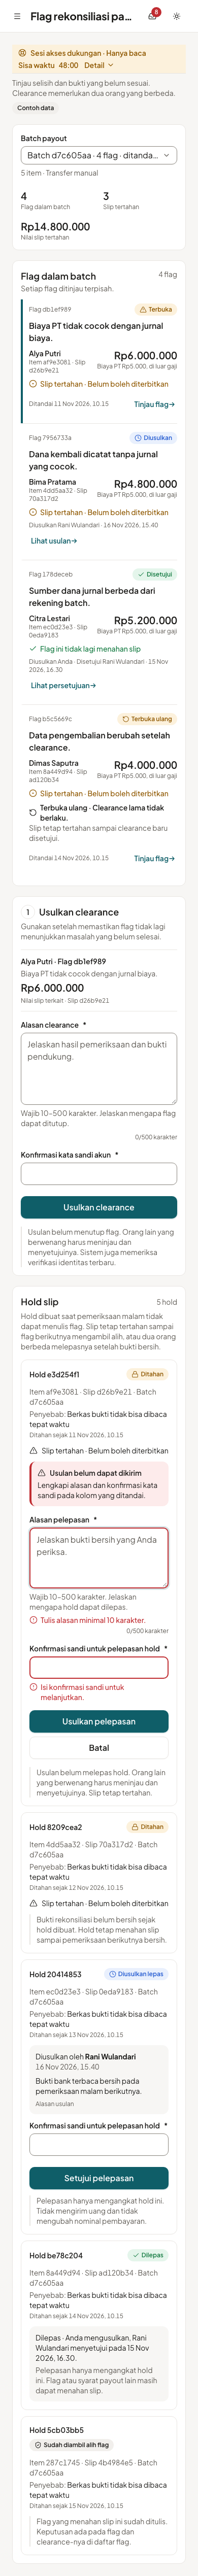 Flag rekonsiliasi pa...
8
Sesi akses dukungan · Hanya baca
Sisa waktu 48:00 Detail
Tinjau selisih dan bukti yang belum sesuai.
Clearance memerlukan dua orang yang berbeda.
Contoh data
Batch payout
Batch d7c605aa · 4 flag · ditanda...
5 item · Transfer manual
4
Flag dalam batch
3
Slip tertahan
Rp14.800.000
Nilai slip tertahan
Flag dalam batch
4 flag
Setiap flag ditinjau terpisah.
Flag db1ef989
Terbuka
Biaya PT tidak cocok dengan jurnal
biaya.
Alya Putri
Item af9e3081 · Slip
d26b9e21
Rp6.000.000
Biaya PT Rp5.000, di luar gaji
Slip tertahan · Belum boleh diterbitkan
Ditandai 11 Nov 2026, 10.15
Tinjau flag→
Flag 7956733a
Diusulkan
Dana kembali dicatat tanpa jurnal
yang cocok.
Bima Pratama
Item 4dd5aa32 · Slip
70a317d2
Rp4.800.000
Biaya PT Rp5.000, di luar gaji
Slip tertahan · Belum boleh diterbitkan
Diusulkan Rani Wulandari · 16 Nov 2026, 15.40
Lihat usulan→
Flag 178deceb
Disetujui
Sumber dana jurnal berbeda dari
rekening batch.
Citra Lestari
Item ec0d23e3 · Slip
0eda9183
Rp5.200.000
Biaya PT Rp5.000, di luar gaji
Flag ini tidak lagi menahan slip
Diusulkan Anda · Disetujui Rani Wulandari · 15 Nov
2026, 16.30
Lihat persetujuan→
Flag b5c5669c
Terbuka ulang
Data pengembalian berubah setelah
clearance.
Dimas Saputra
Item 8a449d94 · Slip
ad120b34
Rp4.000.000
Biaya PT Rp5.000, di luar gaji
Slip tertahan · Belum boleh diterbitkan
Terbuka ulang · Clearance lama tidak
berlaku.
Slip tetap tertahan sampai clearance baru
disetujui.
Ditandai 14 Nov 2026, 10.15
Tinjau flag→
1 Usulkan clearance
Gunakan setelah memastikan flag tidak lagi
menunjukkan masalah yang belum selesai.
Alya Putri · Flag db1ef989
Biaya PT tidak cocok dengan jurnal biaya.
Rp6.000.000
Nilai slip terkait · Slip d26b9e21
Alasan clearance *
Jelaskan hasil pemeriksaan dan bukti
pendukung.
Wajib 10–500 karakter. Jelaskan mengapa flag
dapat ditutup.
0/500 karakter
Konfirmasi kata sandi akun *
Usulkan clearance
Usulan belum menutup flag. Orang lain yang
berwenang harus meninjau dan
menyetujuinya. Sistem juga memeriksa
verifikasi identitas terbaru.
Hold slip
5 hold
Hold dibuat saat pemeriksaan malam tidak
dapat menulis flag. Slip tetap tertahan sampai
flag berikutnya mengambil alih, atau dua orang
berbeda melepasnya setelah bukti bersih.
Hold e3d254f1
Ditahan
Item af9e3081 · Slip d26b9e21 · Batch
d7c605aa
Penyebab: Berkas bukti tidak bisa dibaca
tepat waktu
Ditahan sejak 11 Nov 2026, 10.15
Slip tertahan · Belum boleh diterbitkan
Usulan belum dapat dikirim
Lengkapi alasan dan konfirmasi kata
sandi pada kolom yang ditandai.
Alasan pelepasan *
Jelaskan bukti bersih yang Anda
periksa.
Wajib 10–500 karakter. Jelaskan
mengapa hold dapat dilepas.
Tulis alasan minimal 10 karakter.
0/500 karakter
Konfirmasi sandi untuk pelepasan hold *
Isi konfirmasi sandi untuk
melanjutkan.
Usulkan pelepasan
Batal
Usulan belum melepas hold. Orang lain
yang berwenang harus meninjau dan
menyetujuinya. Slip tetap tertahan.
Hold 8209cea2
Ditahan
Item 4dd5aa32 · Slip 70a317d2 · Batch
d7c605aa
Penyebab: Berkas bukti tidak bisa dibaca
tepat waktu
Ditahan sejak 12 Nov 2026, 10.15
Slip tertahan · Belum boleh diterbitkan
Bukti rekonsiliasi belum bersih sejak
hold dibuat. Hold tetap menahan slip
sampai pemeriksaan berikutnya bersih.
Hold 20414853
Diusulkan lepas
Item ec0d23e3 · Slip 0eda9183 · Batch
d7c605aa
Penyebab: Berkas bukti tidak bisa dibaca
tepat waktu
Ditahan sejak 13 Nov 2026, 10.15
Diusulkan oleh Rani Wulandari
16 Nov 2026, 15.40
Bukti bank terbaca bersih pada
pemeriksaan malam berikutnya.
Alasan usulan
Konfirmasi sandi untuk pelepasan hold *
Setujui pelepasan
Pelepasan hanya mengangkat hold ini.
Tidak mengirim uang dan tidak
mengubah nominal pembayaran.
Hold be78c204
Dilepas
Item 8a449d94 · Slip ad120b34 · Batch
d7c605aa
Penyebab: Berkas bukti tidak bisa dibaca
tepat waktu
Ditahan sejak 14 Nov 2026, 10.15
Dilepas · Anda mengusulkan, Rani
Wulandari menyetujui pada 15 Nov
2026, 16.30.
Pelepasan hanya mengangkat hold
ini. Flag atau syarat payout lain masih
dapat menahan slip.
Hold 5cb03bb5
Sudah diambil alih flag
Item 287c1745 · Slip 4b4984e5 · Batch
d7c605aa
Penyebab: Berkas bukti tidak bisa dibaca
tepat waktu
Ditahan sejak 15 Nov 2026, 10.15
Flag yang menahan slip ini sudah ditulis.
Keputusan ada pada flag dan
clearance-nya di daftar flag.